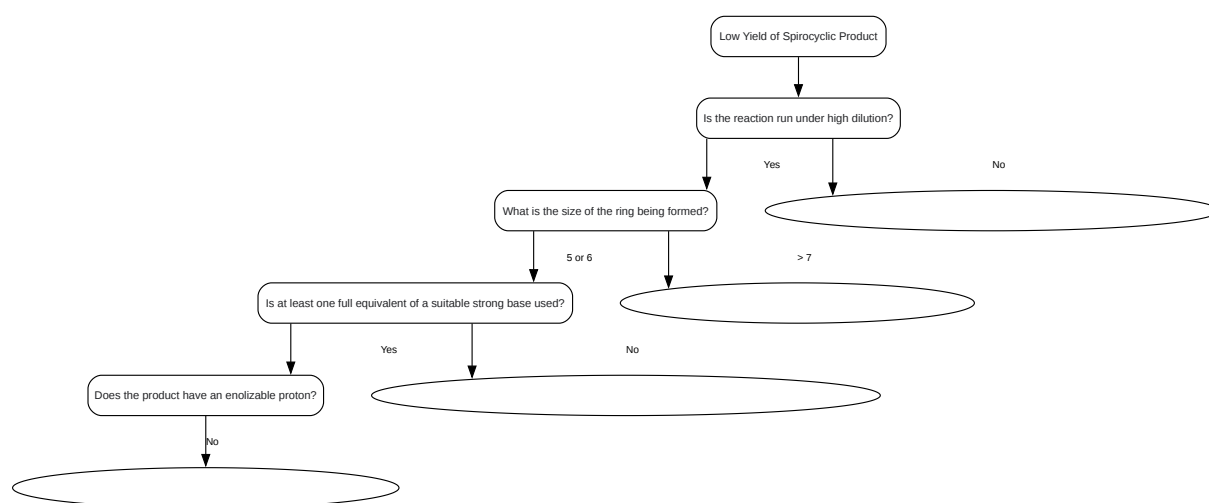 Low Yield of Spirocyclic Product
Is the reaction run under high dilution?
Yes
No
What is the size of the ring being formed?
5 or 6
> 7
Is at least one full equivalent of a suitable strong base used?
Yes
No
Does the product have an enolizable proton?
No